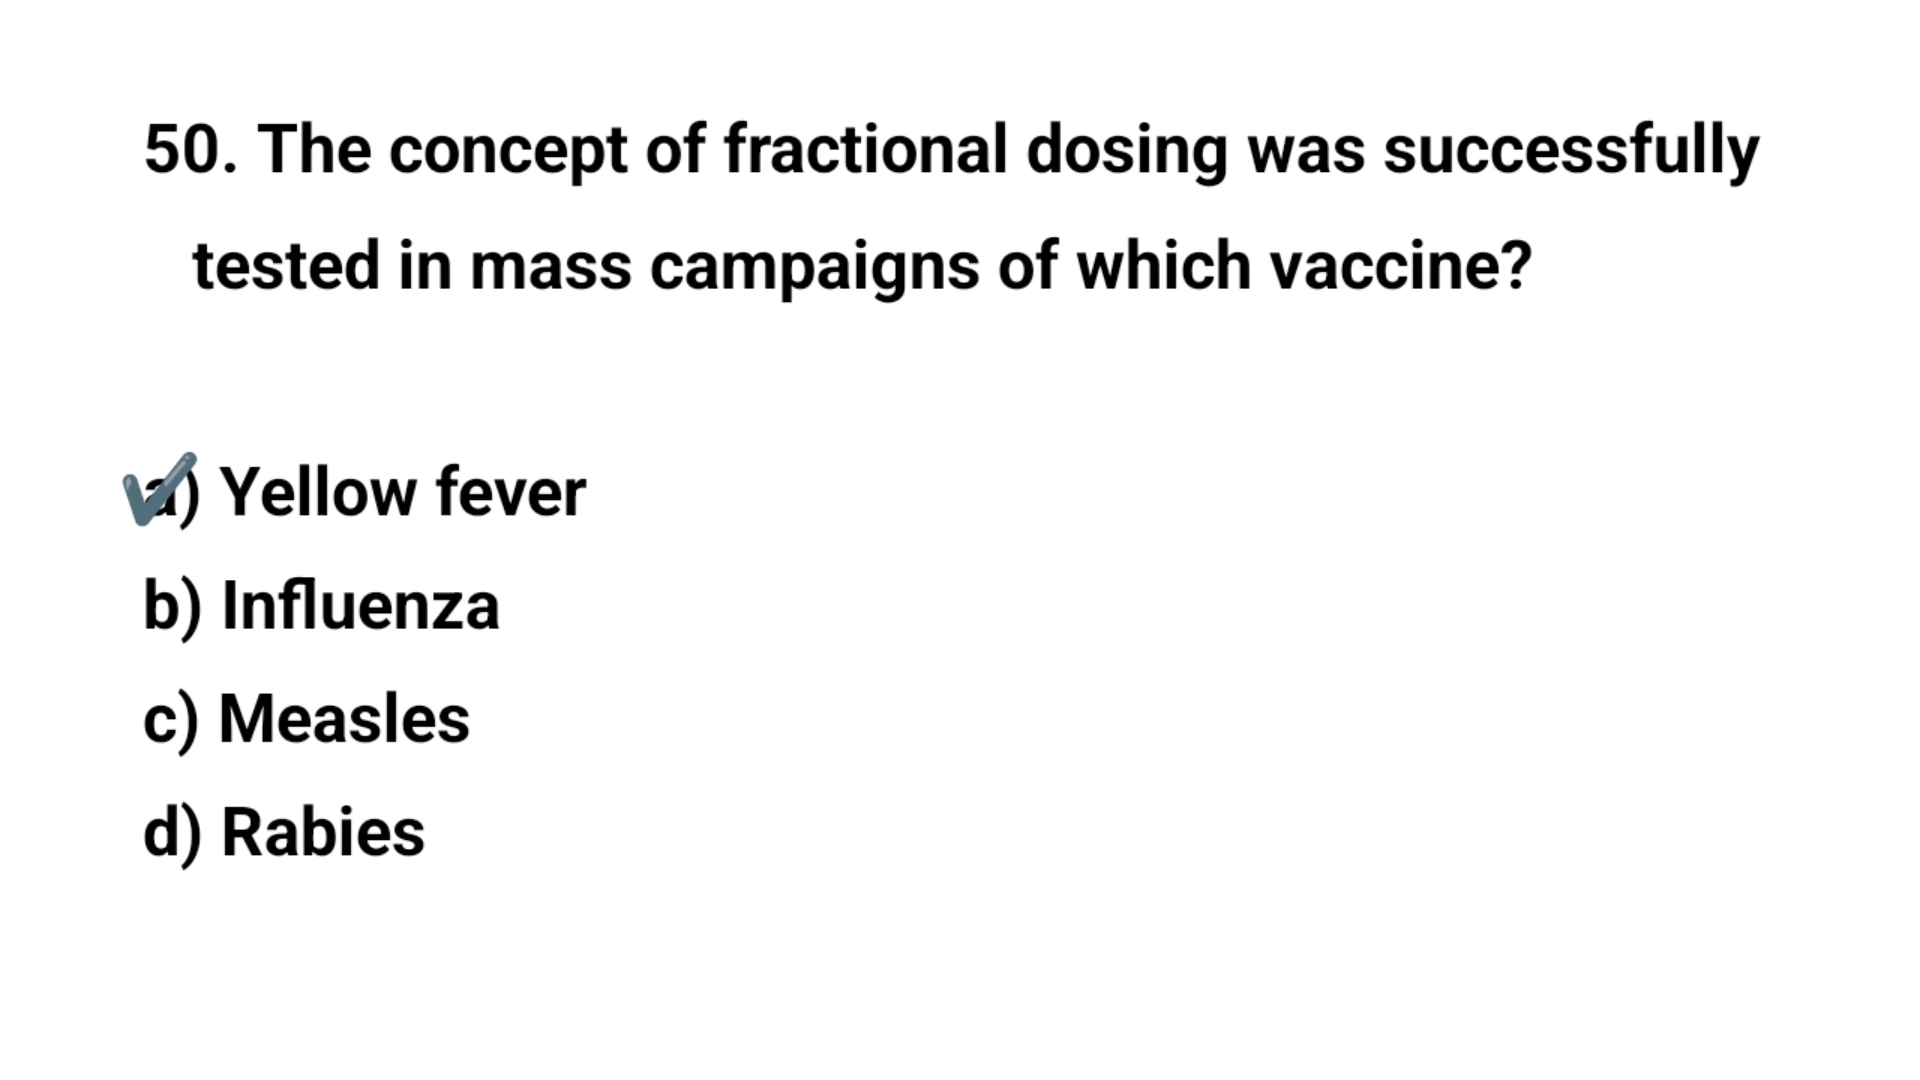 50. The concept of fractional dosing was successfully
tested in mass campaigns of which vaccine?
a) Yellow fever
b) Influenza
c) Measles
d) Rabies